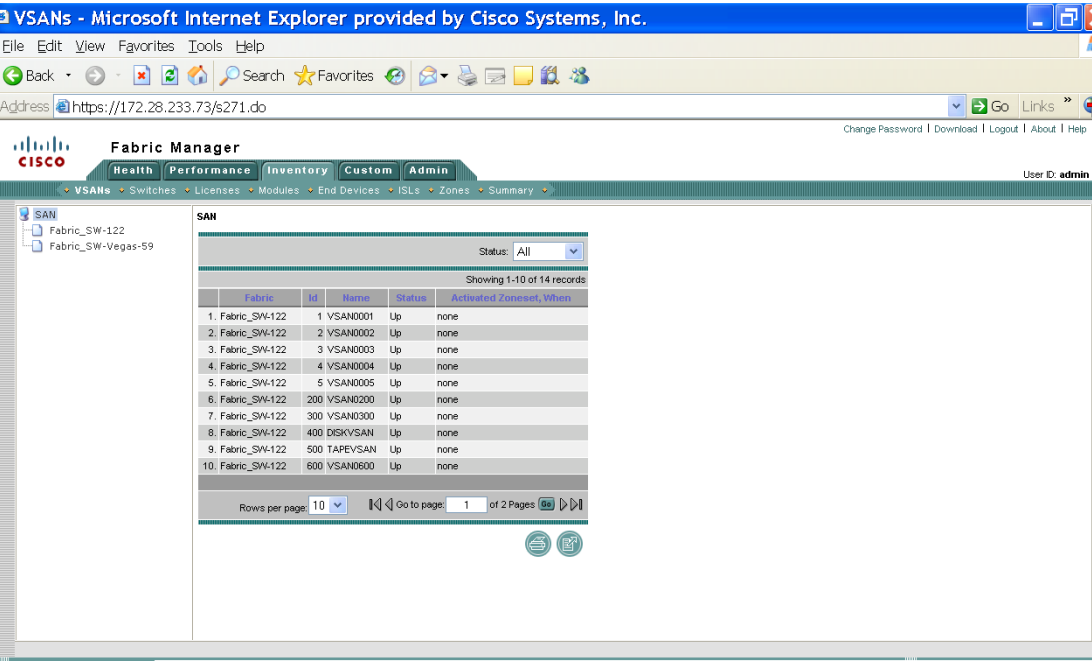 VSANs - Microsoft Internet Explorer provided by Cisco Systems, Inc.
File Edit View Favorites Tools Help
Back Search Favorites
Address https://172.28.233.73/s271.do Go Links »
Change Password | Download | Logout | About | Help
CISCO Fabric Manager
Health Performance Inventory Custom Admin
User ID: admin
VSANs Switches Licenses Modules End Devices ISLs Zones Summary
SAN
Fabric_SW-122
Fabric_SW-Vegas-59
SAN
Status: All
Showing 1-10 of 14 records
Fabric Id Name Status Activated Zoneset, When
1. Fabric_SW-122 1 VSAN0001 Up none
2. Fabric_SW-122 2 VSAN0002 Up none
3. Fabric_SW-122 3 VSAN0003 Up none
4. Fabric_SW-122 4 VSAN0004 Up none
5. Fabric_SW-122 5 VSAN0005 Up none
6. Fabric_SW-122 200 VSAN0200 Up none
7. Fabric_SW-122 300 VSAN0300 Up none
8. Fabric_SW-122 400 DISKVSAN Up none
9. Fabric_SW-122 500 TAPEVSAN Up none
10. Fabric_SW-122 600 VSAN0600 Up none
Rows per page: 10 Go to page: 1 of 2 Pages Go